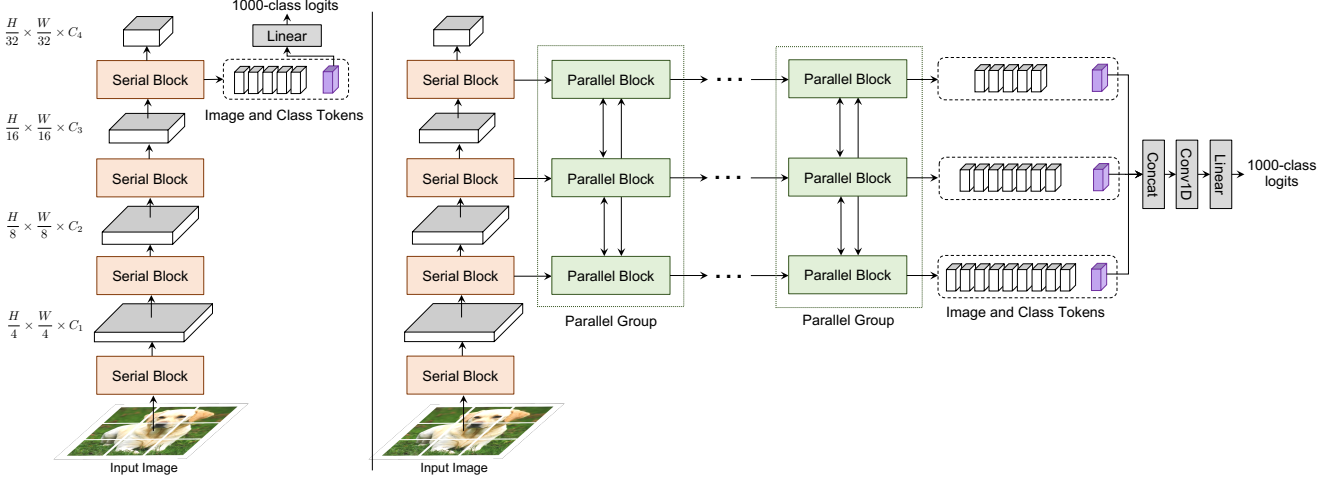 1000-class logits
Linear
H/32 × W/32 × C₄
Serial Block
Image and Class Tokens
H/16 × W/16 × C₃
Serial Block
H/8 × W/8 × C₂
Serial Block
H/4 × W/4 × C₁
Serial Block
Input Image
Serial Block
Parallel Block
...
Parallel Block
Serial Block
Parallel Block
...
Parallel Block
Concat
Conv1D
Linear
1000-class
logits
Serial Block
Parallel Block
...
Parallel Block
Image and Class Tokens
Parallel Group
Parallel Group
Serial Block
Input Image